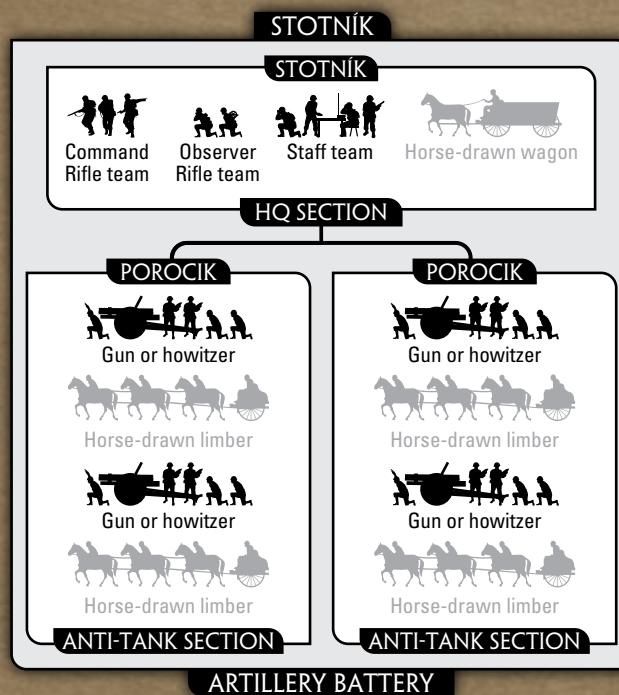 STOTNÍK
STOTNÍK
Command
Rifle team
Observer
Rifle team
Staff team
Horse-drawn wagon
HQ SECTION
POROCIK
Gun or howitzer
Horse-drawn limber
Gun or howitzer
Horse-drawn limber
ANTI-TANK SECTION
POROCIK
Gun or howitzer
Horse-drawn limber
Gun or howitzer
Horse-drawn limber
ANTI-TANK SECTION
ARTILLERY BATTERY